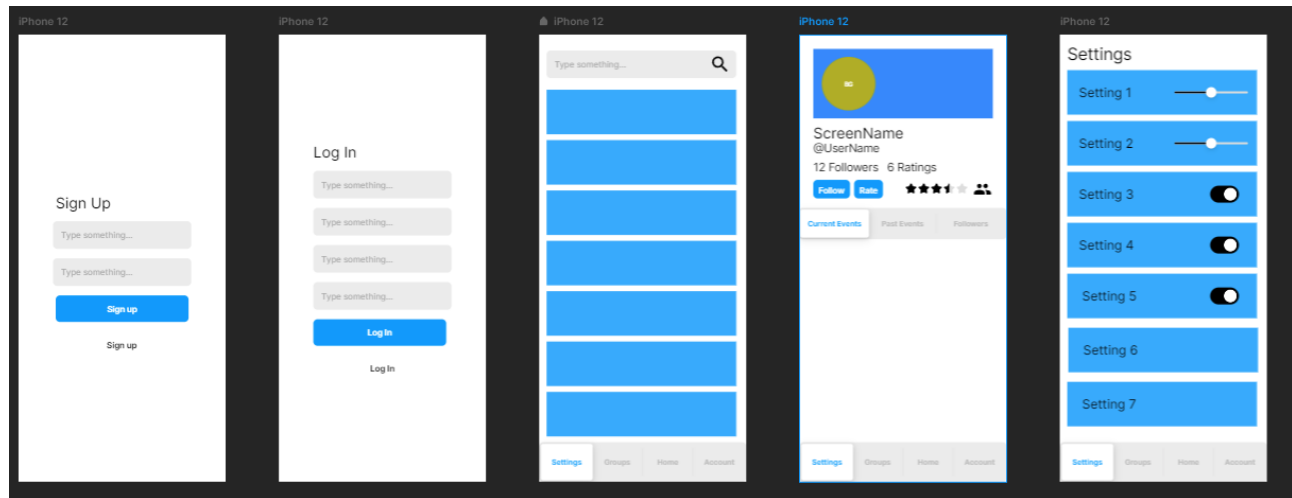 iPhone 12
Sign Up
Type something...
Type something...
Sign up
Sign up
iPhone 12
Log In
Type something...
Type something...
Type something...
Type something...
Log In
Log In
iPhone 12
Type something...
Settings Groups Home Account
iPhone 12
BG
ScreenName
@UserName
12 Followers 6 Ratings
Follow Rate
Current Events Past Events Followers
Settings Groups Home Account
iPhone 12
Settings
Setting 1
Setting 2
Setting 3
Setting 4
Setting 5
Setting 6
Setting 7
Settings Groups Home Account